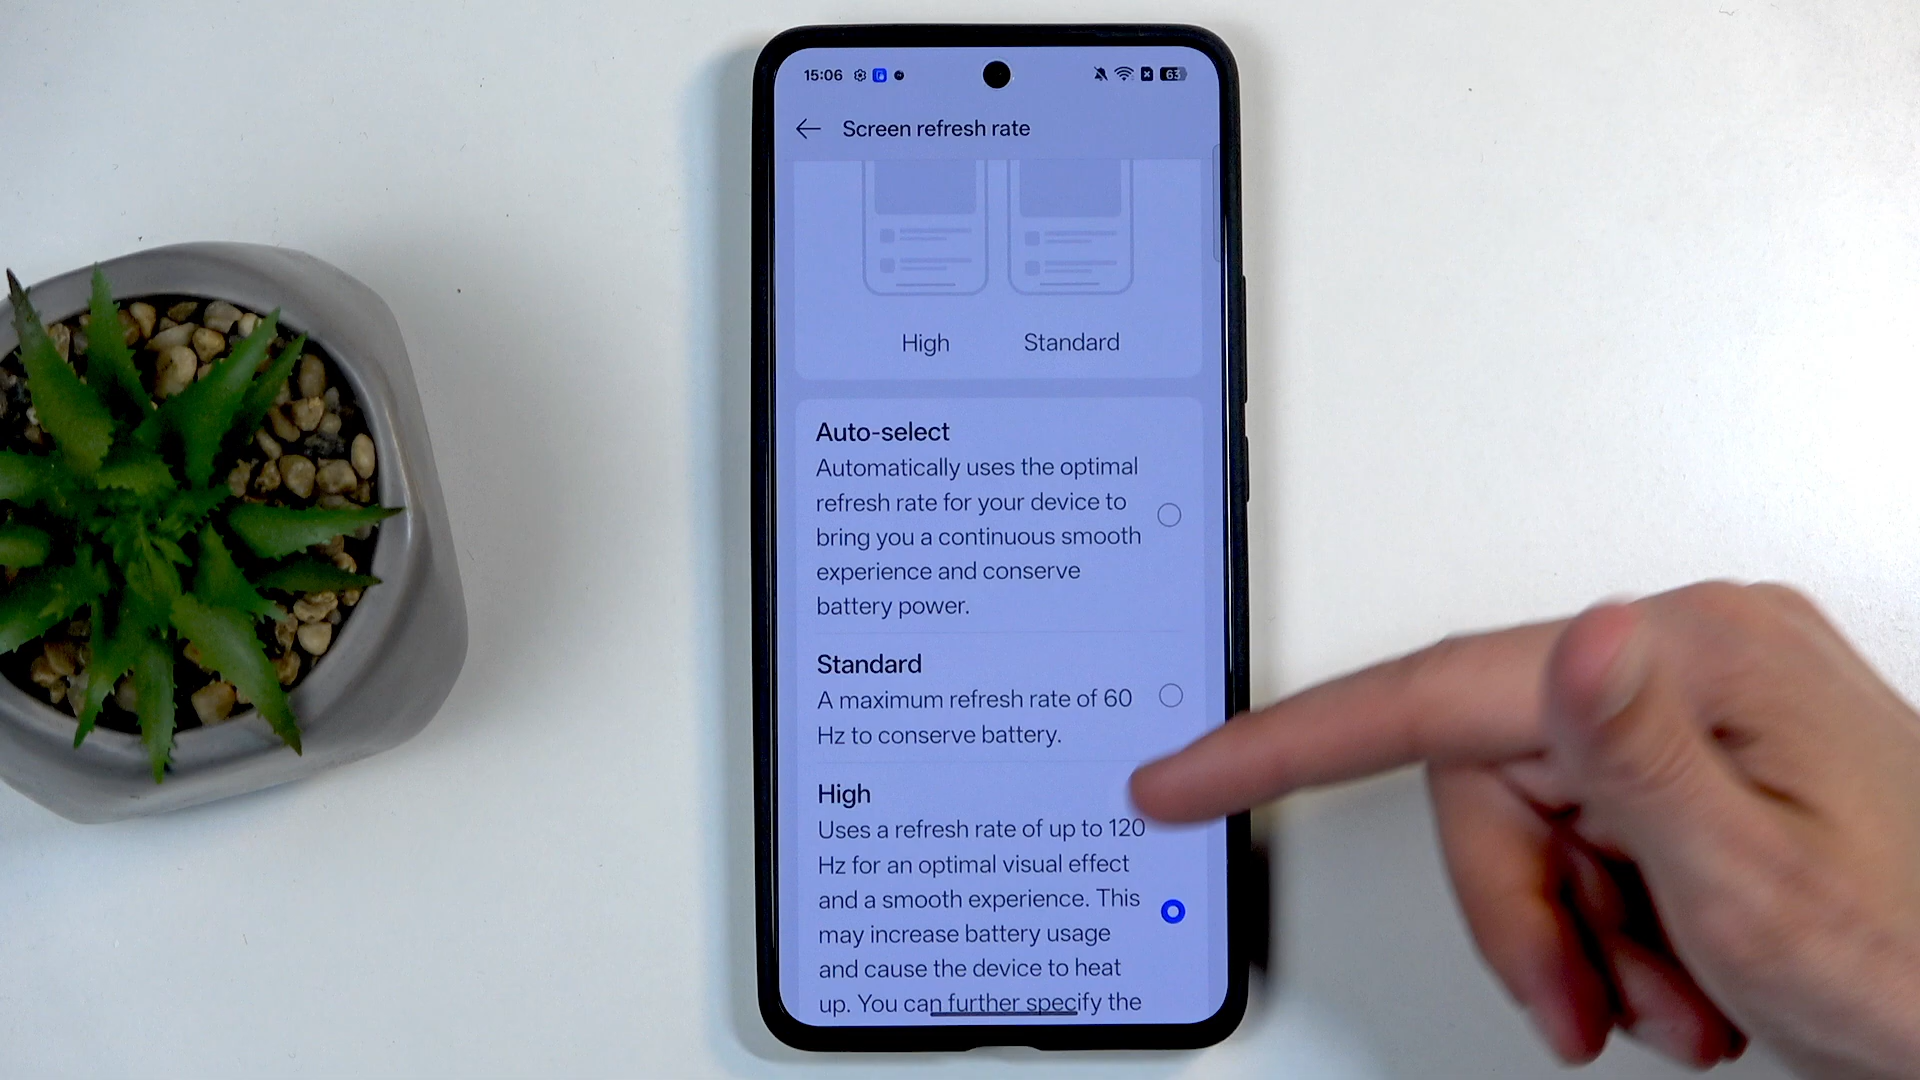 15:06 63
Screen refresh rate
High Standard
Auto-select
Automatically uses the optimal
refresh rate for your device to
bring you a continuous smooth
experience and conserve
battery power.
Standard
A maximum refresh rate of 60
Hz to conserve battery.
High
Uses a refresh rate of up to 120
Hz for an optimal visual effect
and a smooth experience. This
may increase battery usage
and cause the device to heat
up. You can further specify the